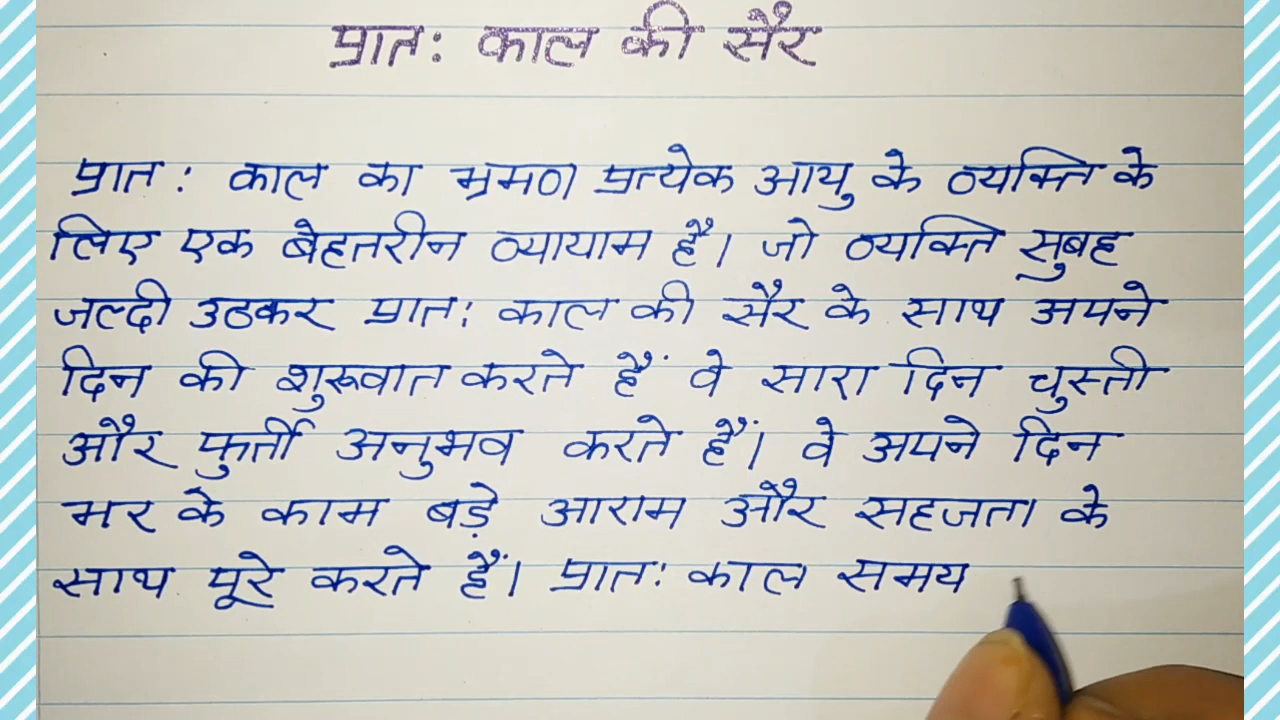 प्रात: काल की सैर
प्रात: काल का भ्रमण प्रत्येक आयु के व्यक्ति के
लिए एक बेहतरीन व्यायाम है। जो व्यक्ति सुबह
जल्दी उठकर प्रात: काल की सैर के साथ अपने
दिन की शुरूवात करते हैं वे सारा दिन चुस्ती
और फुर्ती अनुभव करते हैं। वे अपने दिन
भर के काम बड़े आराम और सहजता के
साथ पूरे करते हैं। प्रात: काल समय